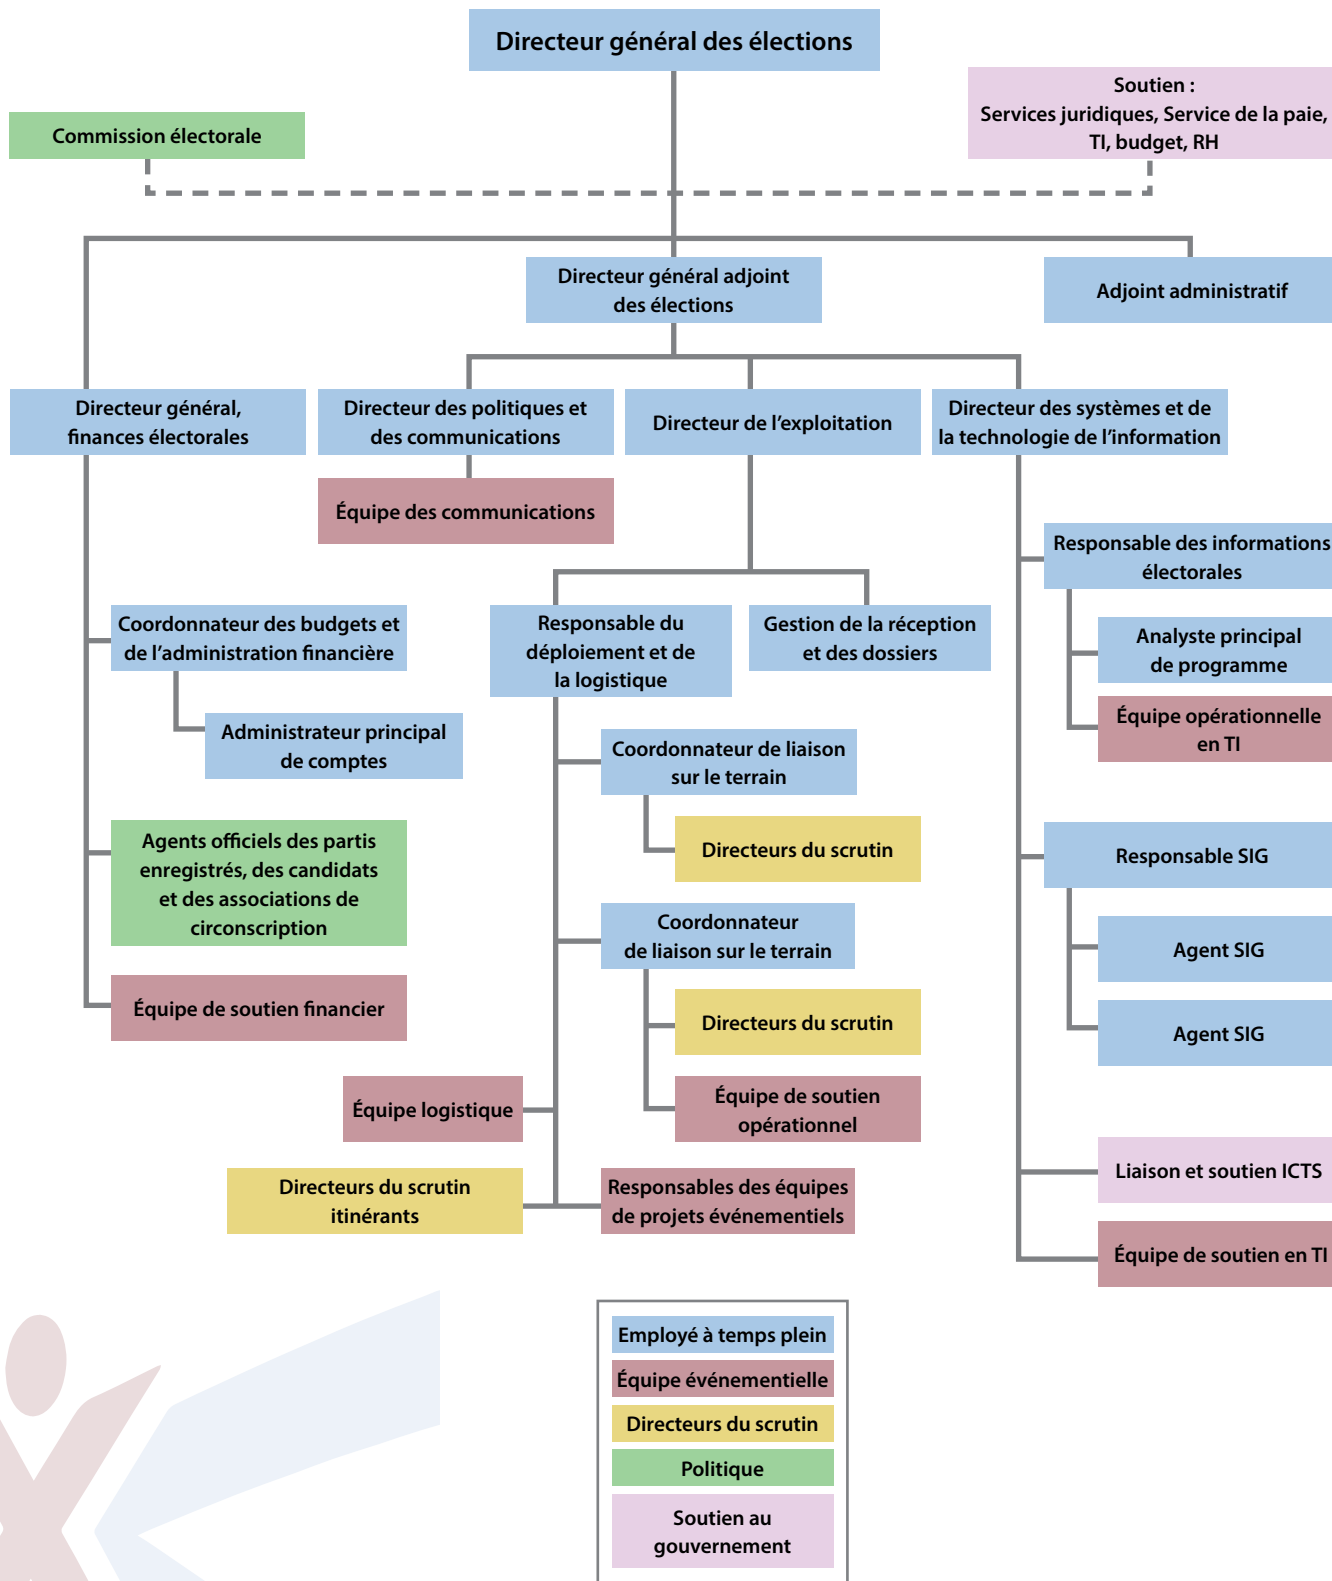 Directeur général des élections
Commission électorale
Soutien :
Services juridiques, Service de la paie,
TI, budget, RH
Directeur général adjoint
des élections
Adjoint administratif
Directeur général,
finances électorales
Directeur des politiques et
des communications
Directeur de l’exploitation
Directeur des systèmes et de
la technologie de l’information
Équipe des communications
Responsable des informations
électorales
Coordonnateur des budgets et
de l’administration financière
Responsable du
déploiement et de
la logistique
Gestion de la réception
et des dossiers
Analyste principal
de programme
Équipe opérationnelle
en TI
Administrateur principal
de comptes
Coordonnateur de liaison
sur le terrain
Agents officiels des partis
enregistrés, des candidats
et des associations de
circonscription
Directeurs du scrutin
Responsable SIG
Coordonnateur
de liaison sur le terrain
Agent SIG
Équipe de soutien financier
Directeurs du scrutin
Agent SIG
Équipe logistique
Équipe de soutien
opérationnel
Liaison et soutien ICTS
Directeurs du scrutin
itinérants
Responsables des équipes
de projets événementiels
Équipe de soutien en TI
Employé à temps plein
Équipe événementielle
Directeurs du scrutin
Politique
Soutien au
gouvernement